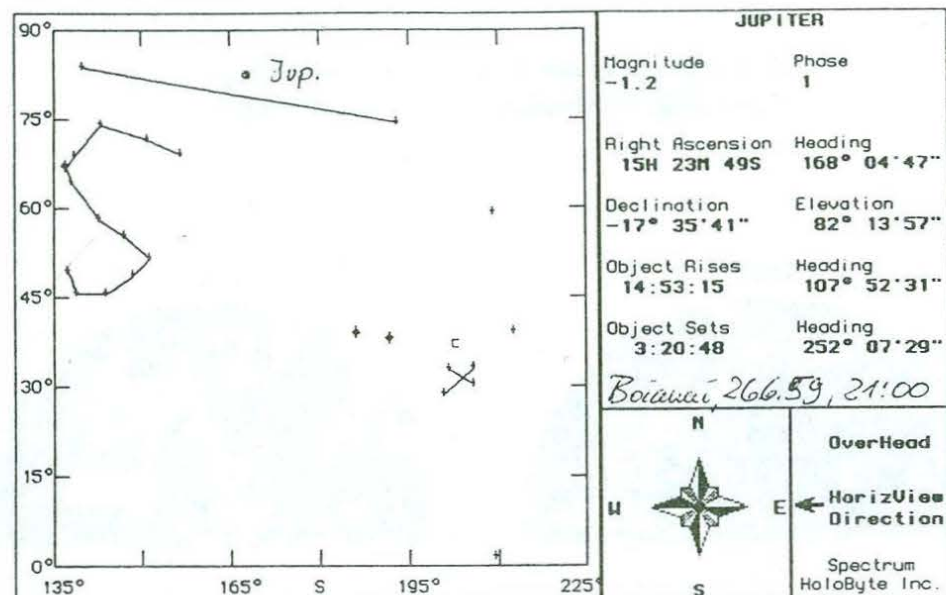 90°
75°
60°
45°
30°
15°
0°
135°
165°
S
195°
225°
Jup.
JUPITER
Magnitude Phase
-1.2 1
Right Ascension Heading
15H 23M 49S 168° 04'47"
Declination Elevation
-17° 35'41" 82° 13'57"
Object Rises Heading
14:53:15 107° 52'31"
Object Sets Heading
3:20:48 252° 07'29"
Boianai, 26.6.59, 21:00
N
W
E
S
OverHead
HorizView
Direction
Spectrum
HoloByte Inc.